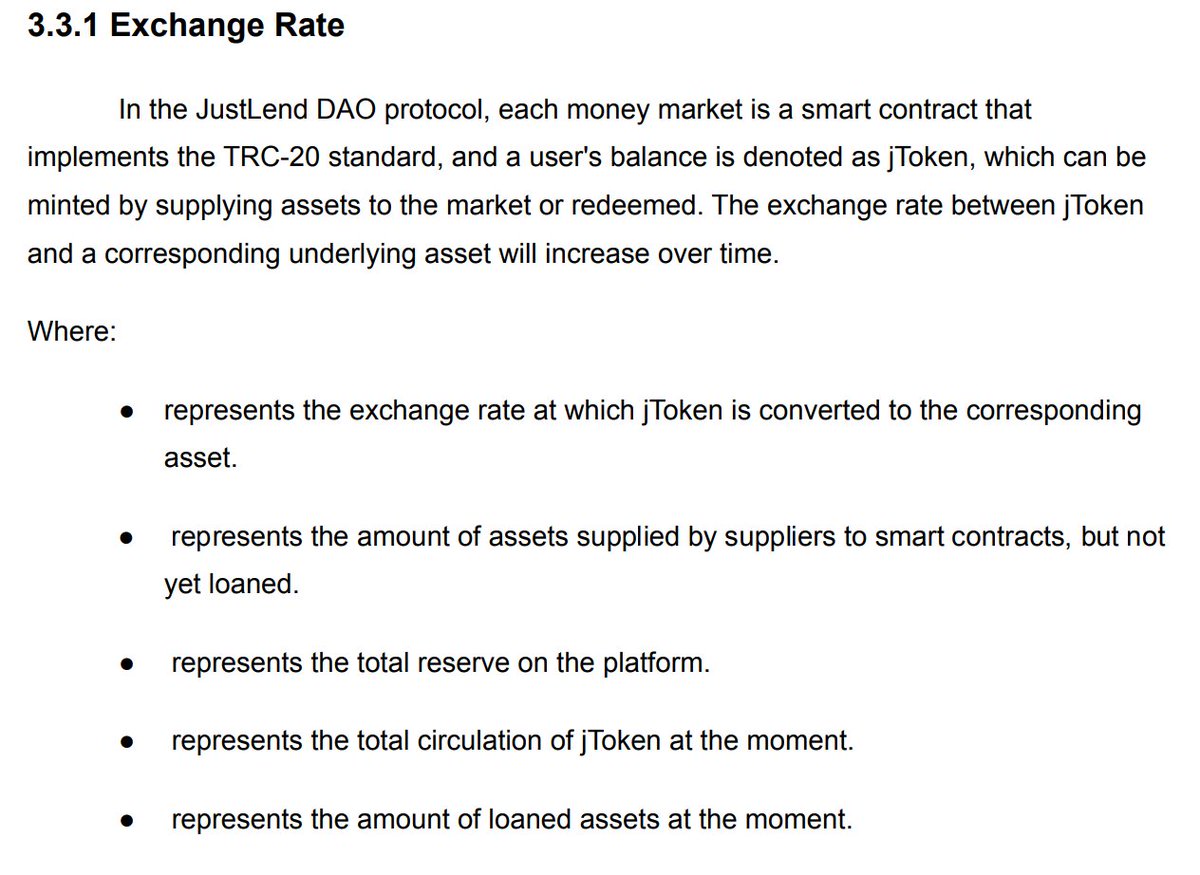 3.3.1 Exchange Rate
In the JustLend DAO protocol, each money market is a smart contract that
implements the TRC-20 standard, and a user's balance is denoted as jToken, which can be
minted by supplying assets to the market or redeemed. The exchange rate between jToken
and a corresponding underlying asset will increase over time.
Where:
● represents the exchange rate at which jToken is converted to the corresponding
asset.
● represents the amount of assets supplied by suppliers to smart contracts, but not
yet loaned.
● represents the total reserve on the platform.
● represents the total circulation of jToken at the moment.
● represents the amount of loaned assets at the moment.